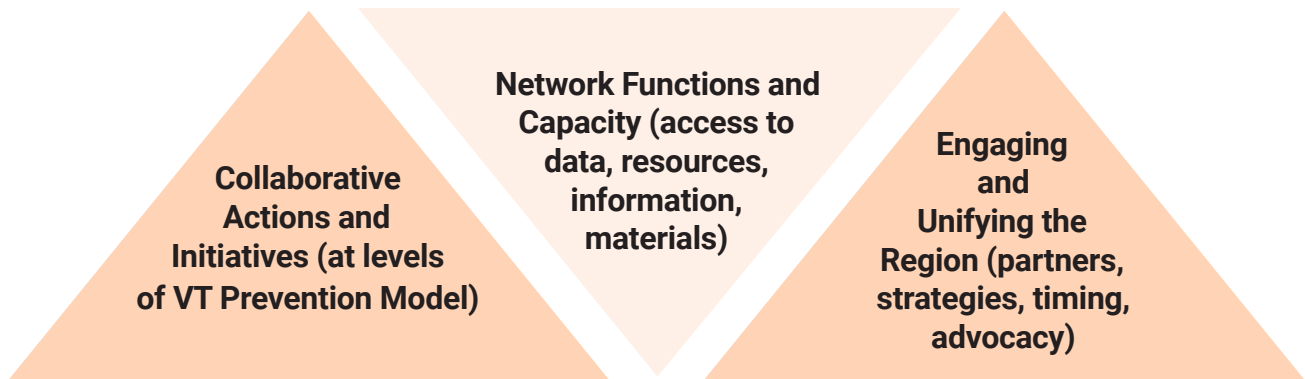 Collaborative
Actions and
Initiatives (at levels
of VT Prevention Model)
Network Functions and
Capacity (access to
data, resources,
information,
materials)
Engaging
and
Unifying the
Region (partners,
strategies, timing,
advocacy)